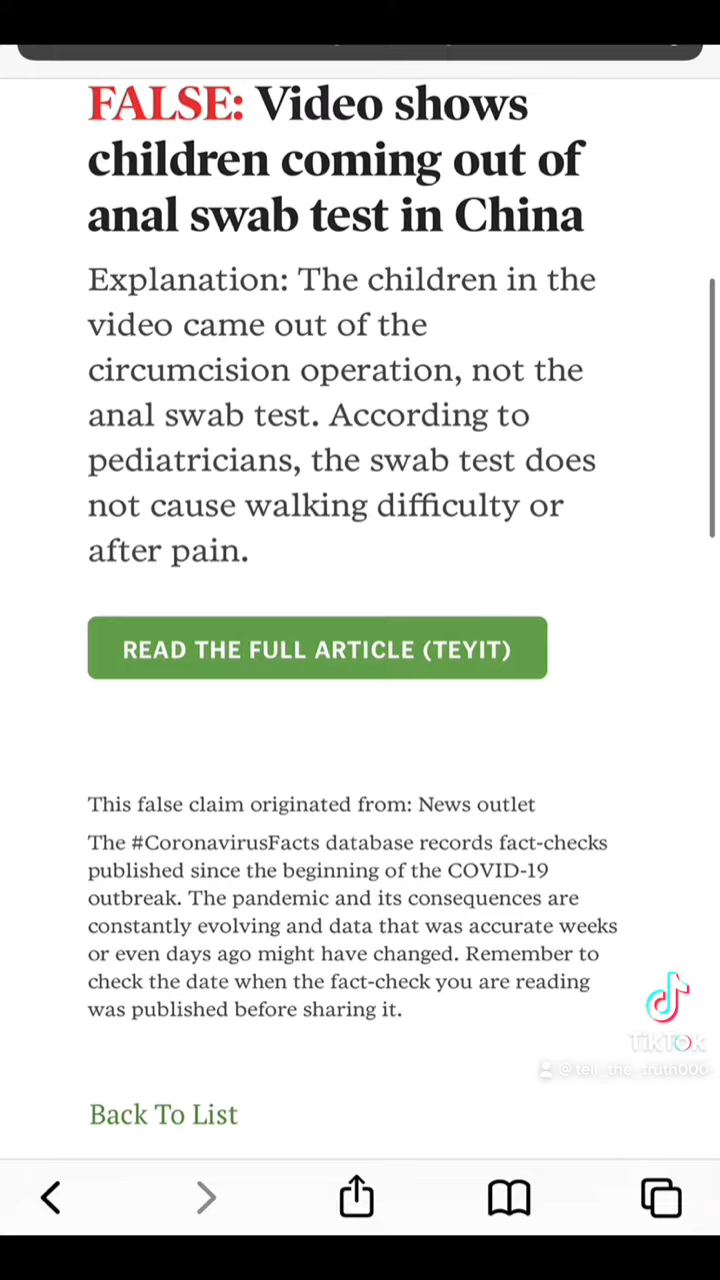 FALSE: Video shows
children coming out of
anal swab test in China
Explanation: The children in the
video came out of the
circumcision operation, not the
anal swab test. According to
pediatricians, the swab test does
not cause walking difficulty or
after pain.
READ THE FULL ARTICLE (TEYIT)
This false claim originated from: News outlet
The #CoronavirusFacts database records fact-checks
published since the beginning of the COVID-19
outbreak. The pandemic and its consequences are
constantly evolving and data that was accurate weeks
or even days ago might have changed. Remember to
check the date when the fact-check you are reading
was published before sharing it.
TikTok
@tell_the_truth000
Back To List